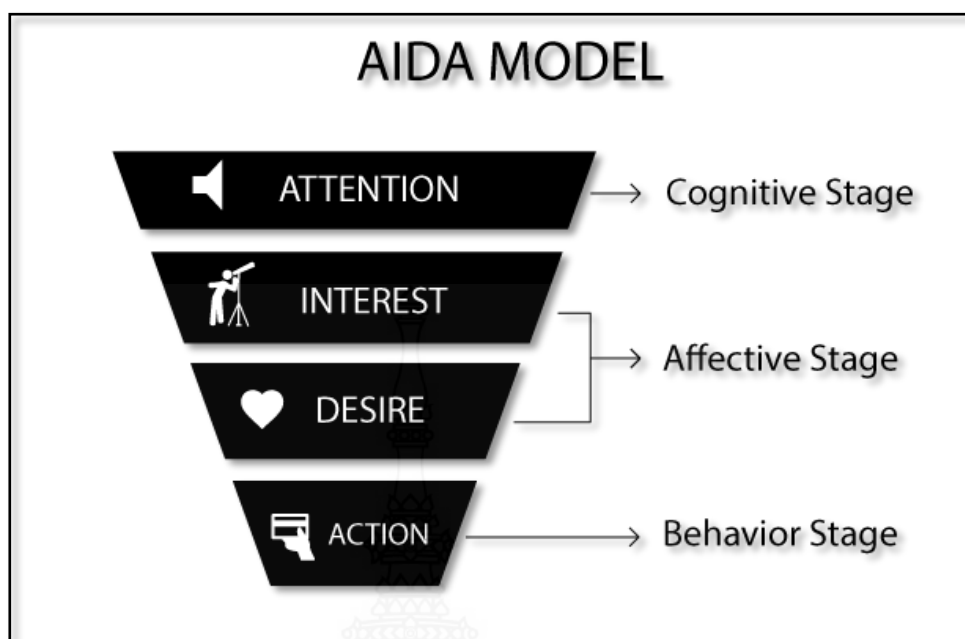 AIDA MODEL
ATTENTION
Cognitive Stage
INTEREST
Affective Stage
DESIRE
ACTION
Behavior Stage